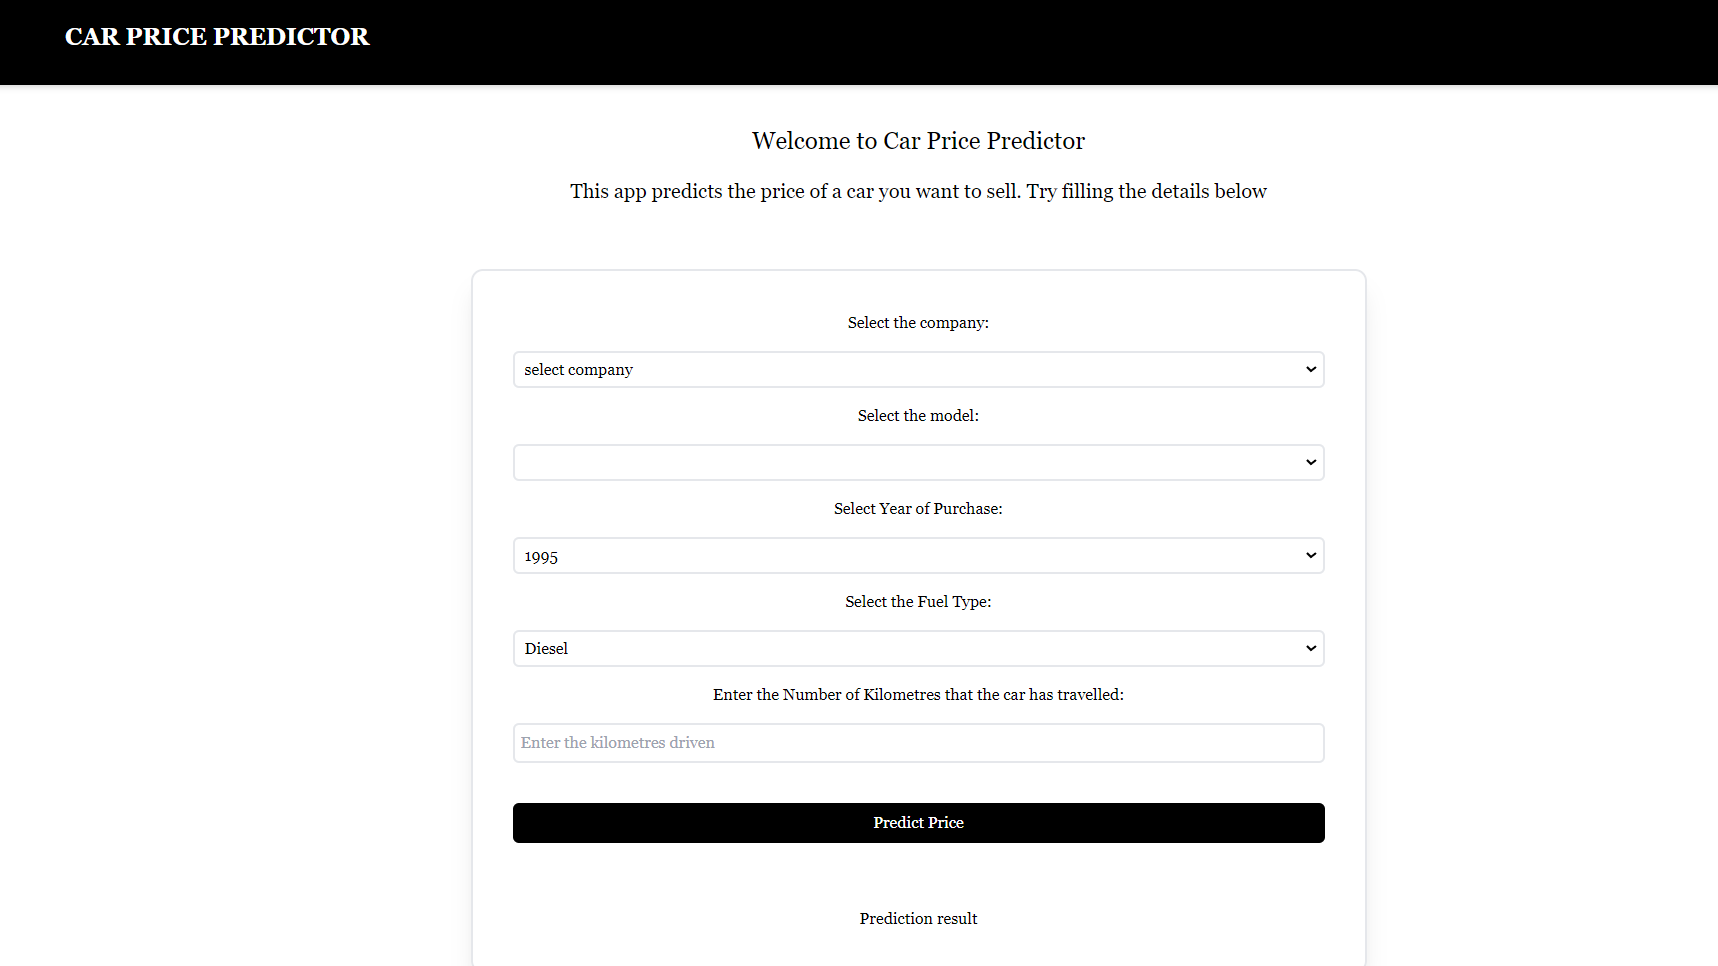 CAR PRICE PREDICTOR
Welcome to Car Price Predictor
This app predicts the price of a car you want to sell. Try filling the details below
Select the company:
select company
Select the model:
Select Year of Purchase:
1995
Select the Fuel Type:
Diesel
Enter the Number of Kilometres that the car has travelled:
Enter the kilometres driven
Predict Price
Prediction result